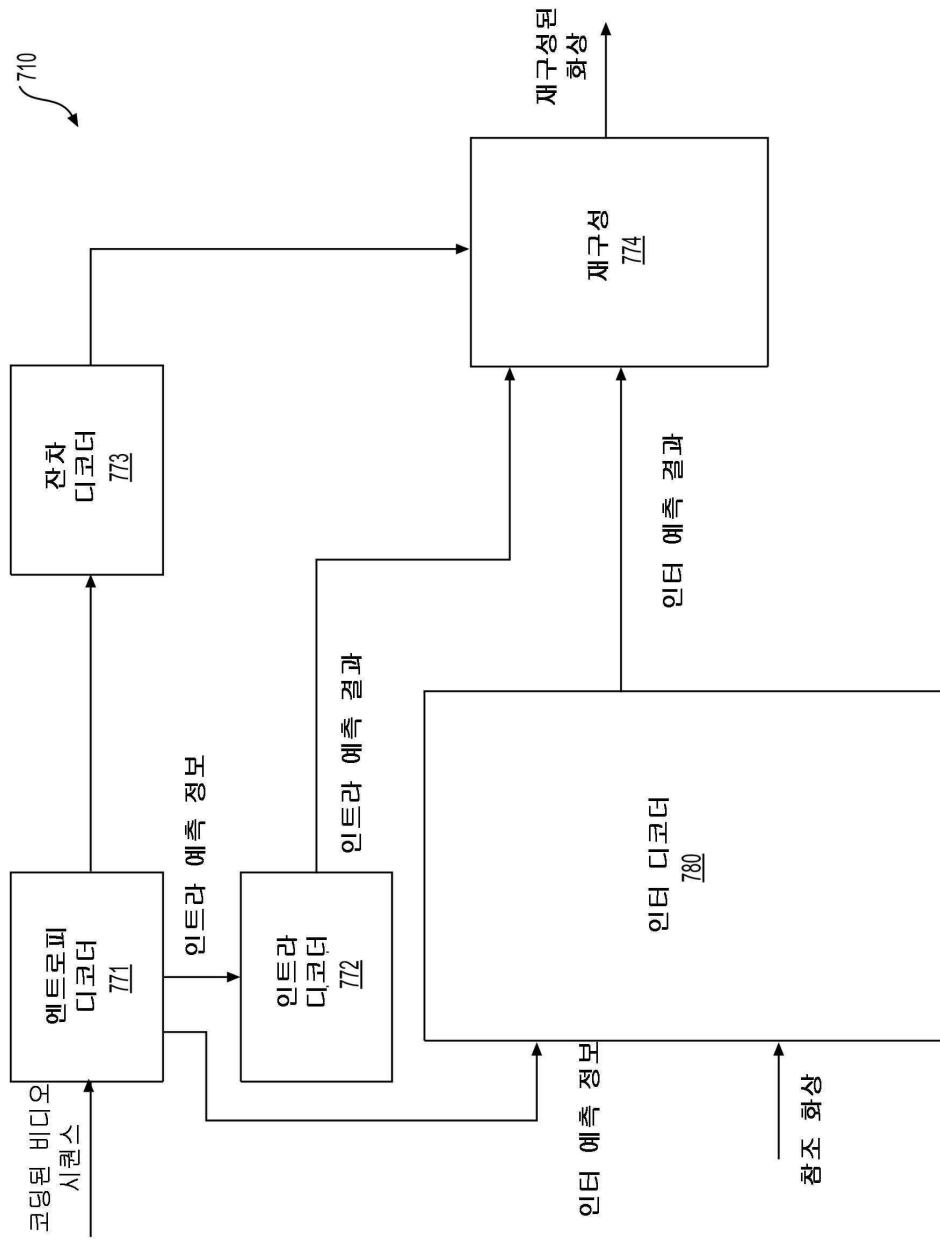 710
코딩된 비디오
시퀀스
엔트로피
디코더
771
잔차
디코더
773
인트라 예측 정보
인트라
디코더
772
인트라 예측 결과
인터 예측 정보
참조 화상
인터 디코더
780
인터 예측 결과
재구성
774
재구성된
화상